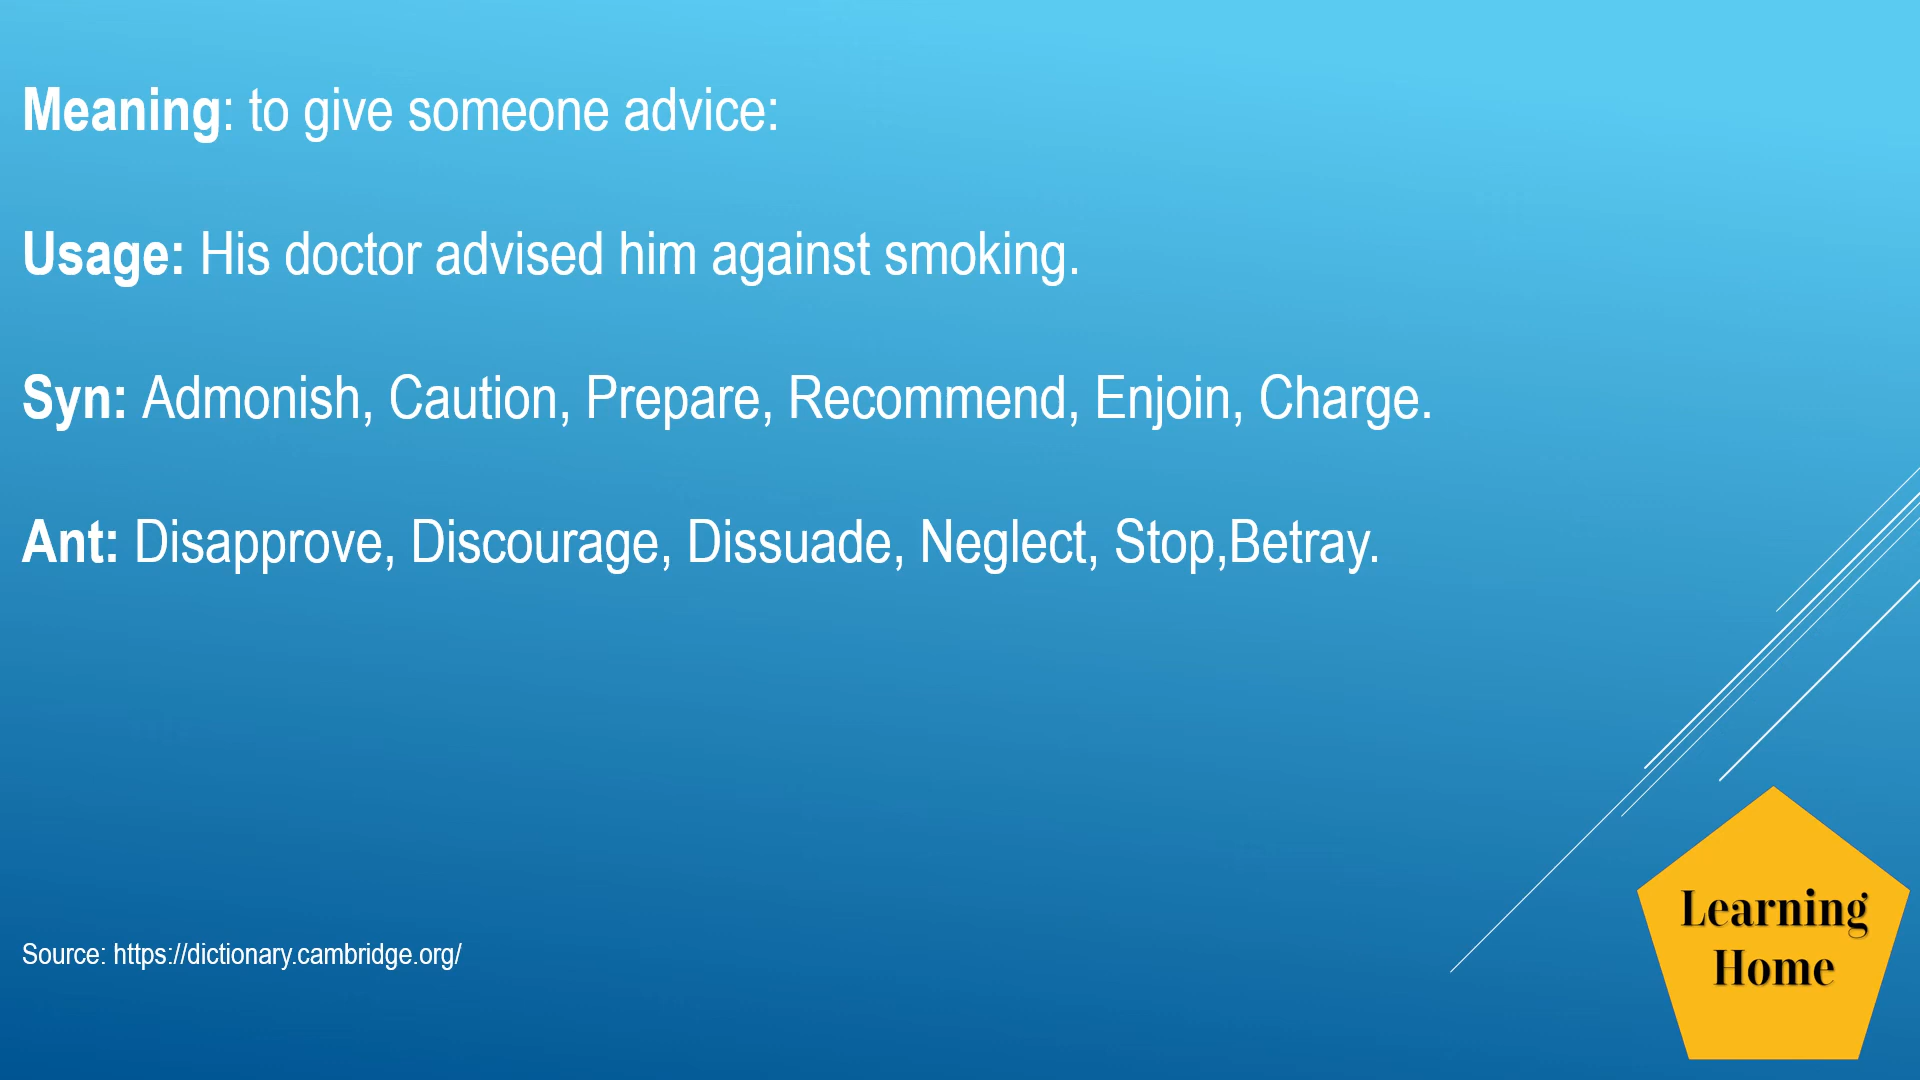 Meaning: to give someone advice:
Usage: His doctor advised him against smoking.
Syn: Admonish, Caution, Prepare, Recommend, Enjoin, Charge.
Ant: Disapprove, Discourage, Dissuade, Neglect, Stop,Betray.
Source: https://dictionary.cambridge.org/
Learning
Home